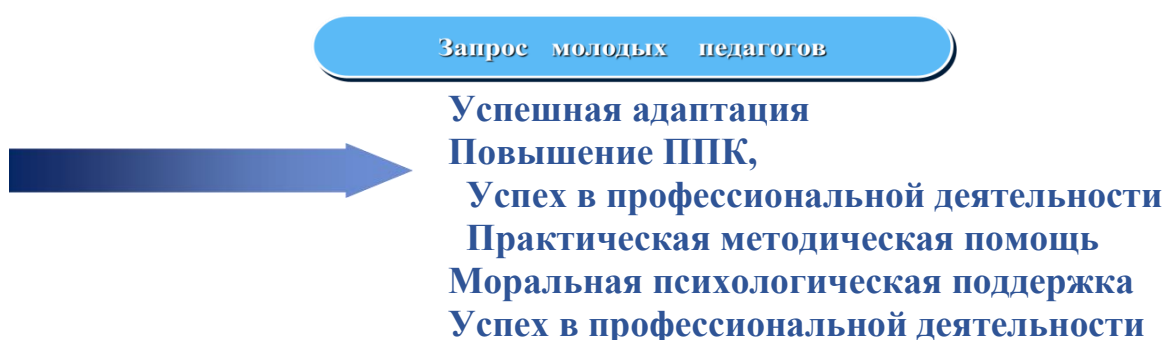 Запрос молодых педагогов
Успешная адаптация
Повышение ППК,
Успех в профессиональной деятельности
Практическая методическая помощь
Моральная психологическая поддержка
Успех в профессиональной деятельности